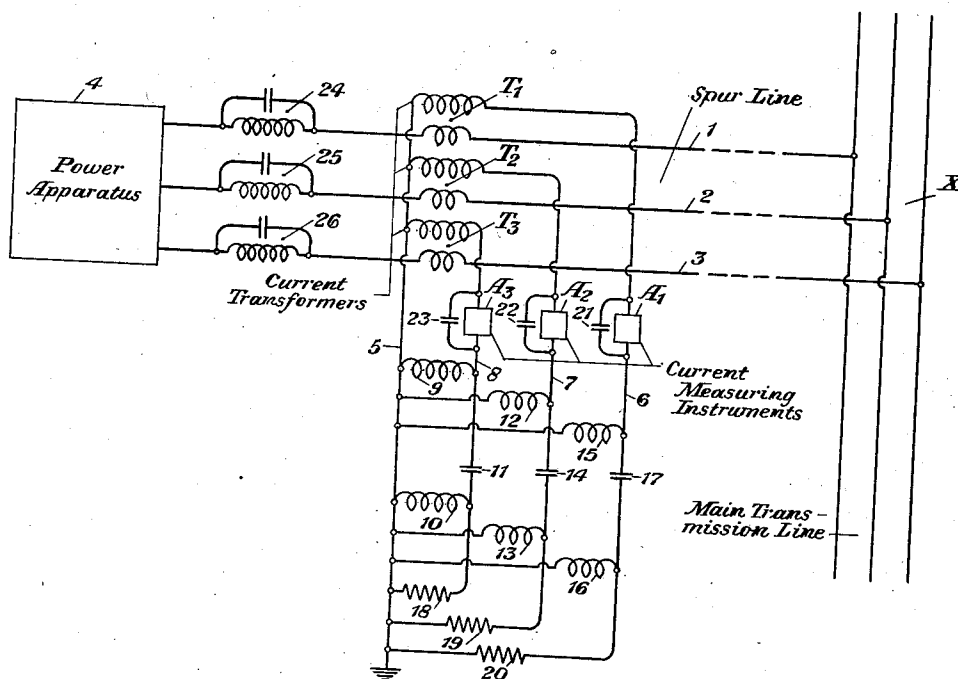 4
24
T1
Spur Line
1
Power
Apparatus
25
T2
2
X
26
T3
3
Current
Transformers
A3
A2
A1
23
22
21
5
8
7
6
Current
Measuring
Instruments
9
12
15
11
14
17
10
13
16
Main Trans-
mission Line
18
19
20